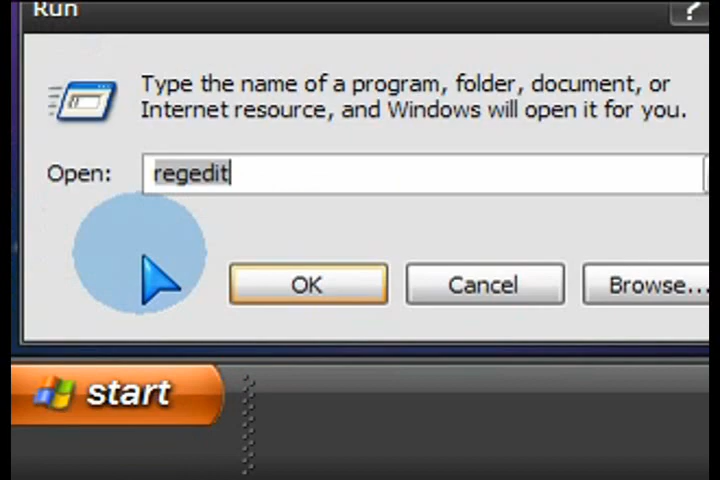 Run
?
Type the name of a program, folder, document, or
Internet resource, and Windows will open it for you.
Open: regedit
OK Cancel Browse...
start